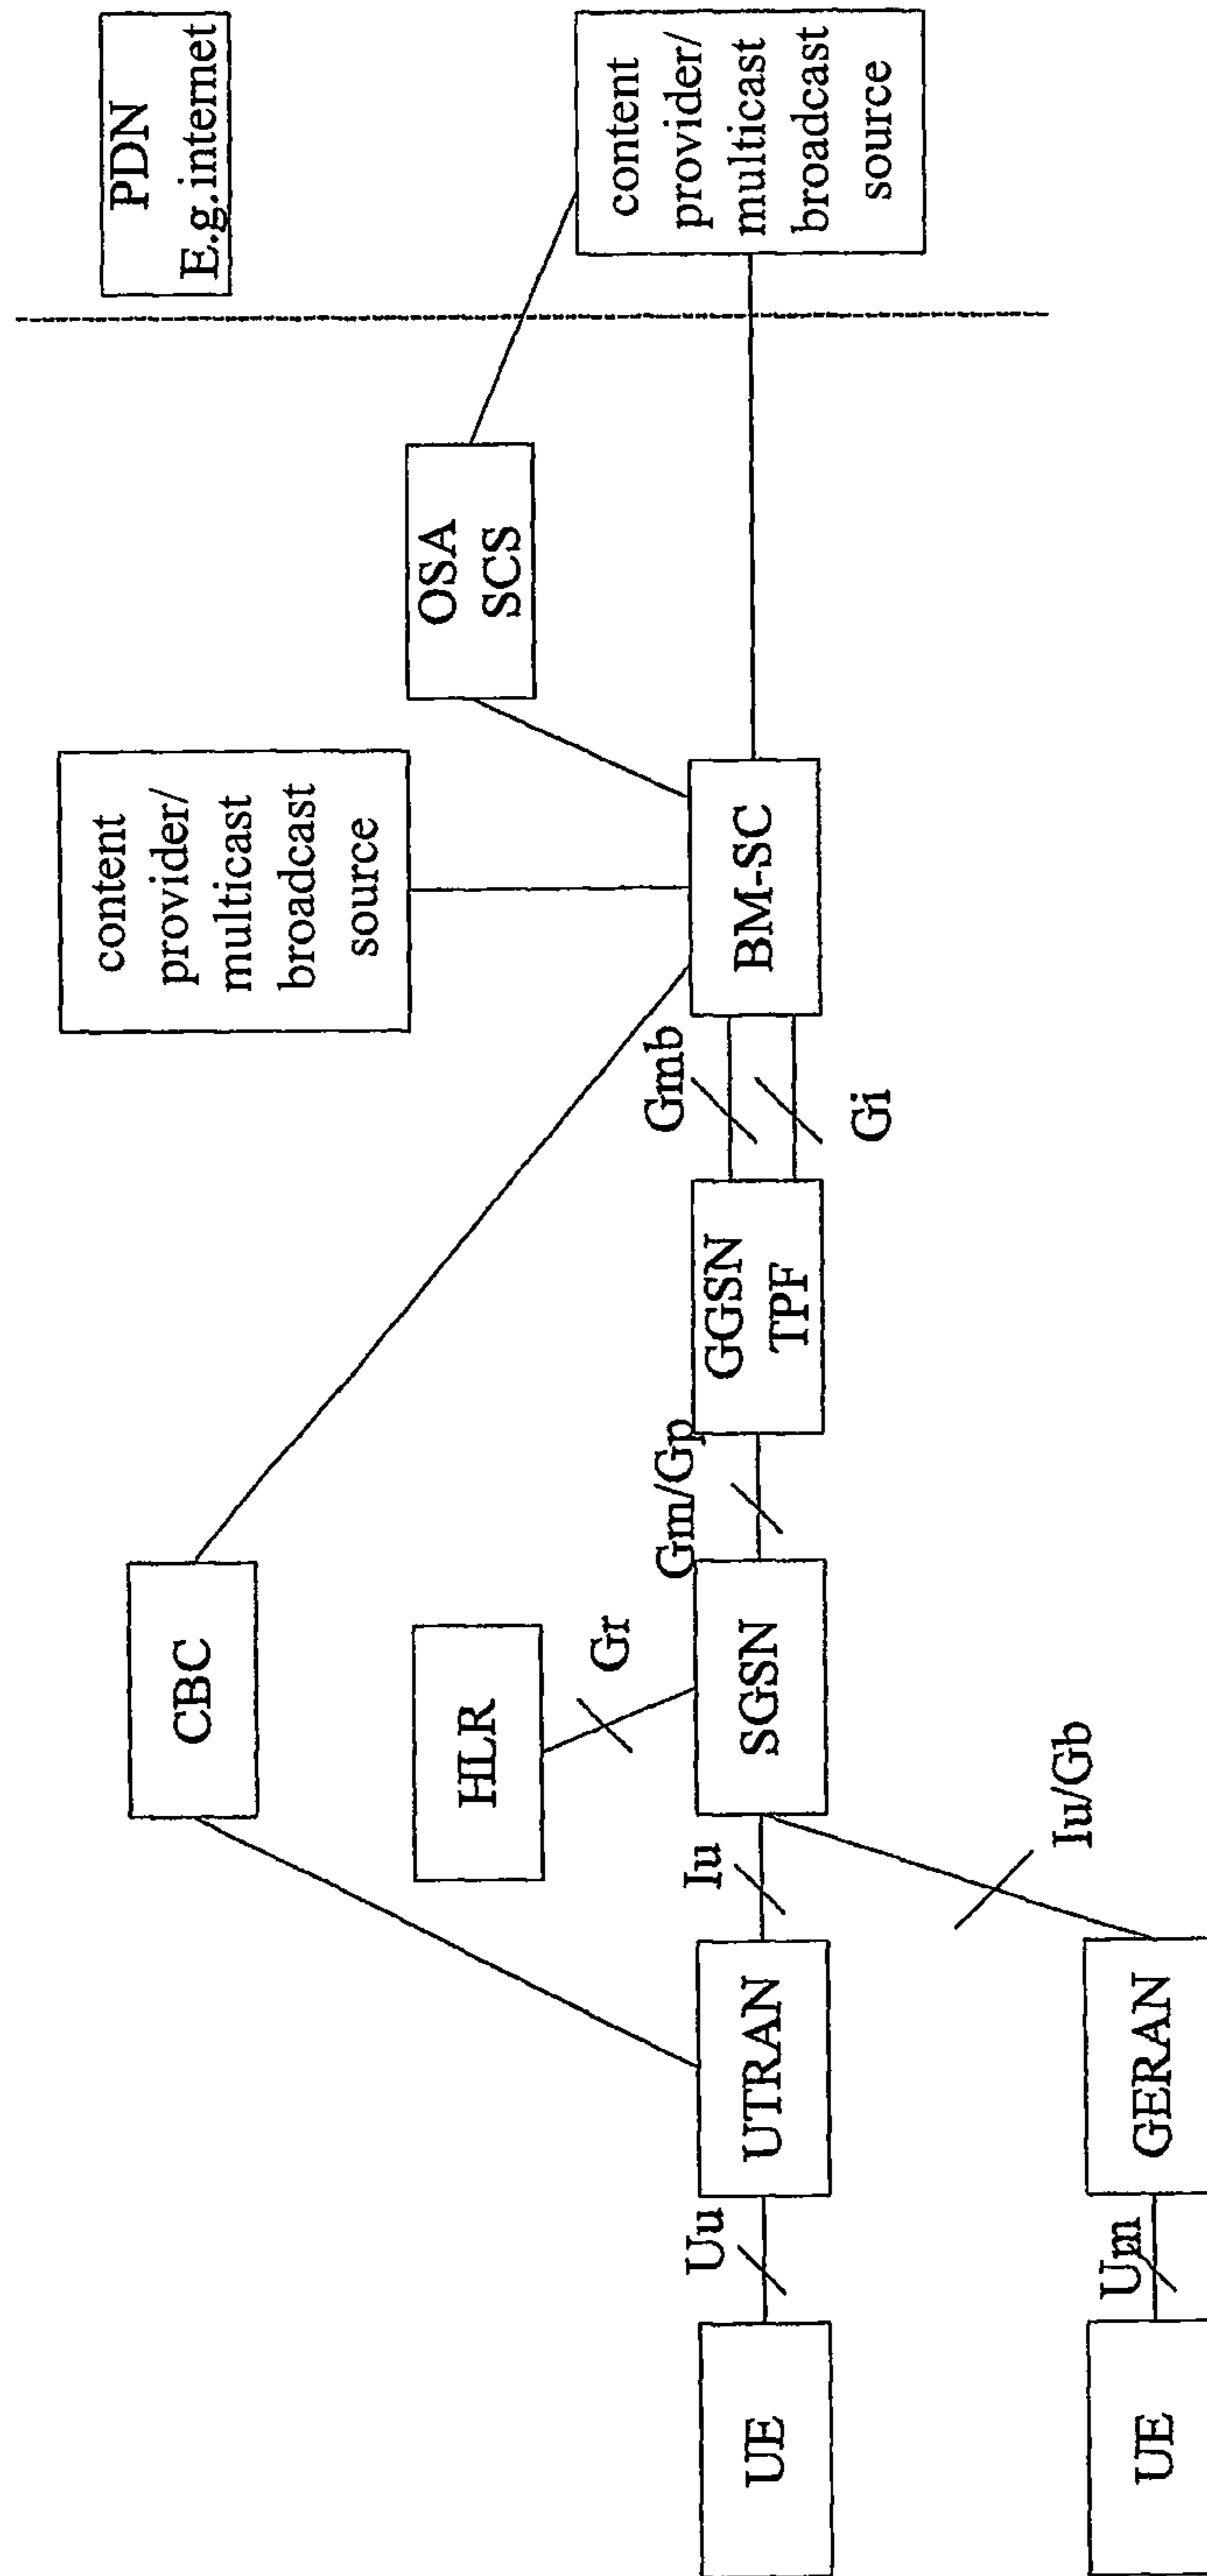 PDN
E.g.internet
content
provider/
multicast
broadcast
source
OSA
SCS
content
provider/
multicast
broadcast
source
BM-SC
Gmb
Gi
GGSN
TPF
Gm/Gp
CBC
HLR
Gr
SGSN
Iu
Iu/Gb
UTRAN
GERAN
Uu
Um
UE
UE